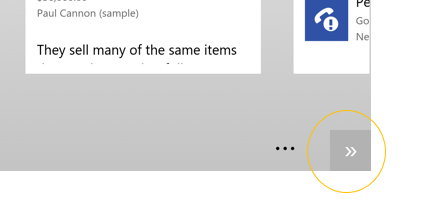 Paul Cannon (sample)
They sell many of the same items
Pe
Go
Ne